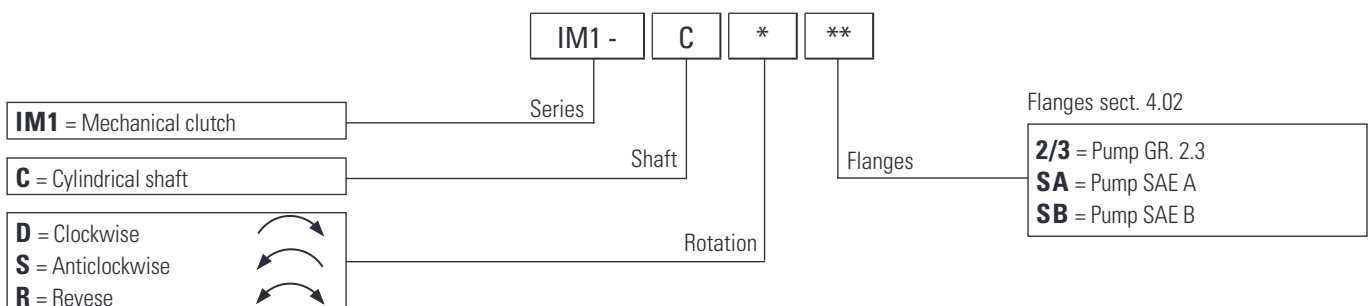 IM1 - C * **
Series
Shaft
Rotation
Flanges
IM1 = Mechanical clutch
C = Cylindrical shaft
D = Clockwise
S = Anticlockwise
R = Revese
Flanges sect. 4.02
2/3 = Pump GR. 2.3
SA = Pump SAE A
SB = Pump SAE B